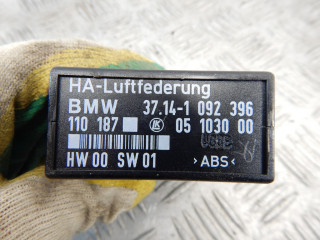 HA-Luftfederung
BMW 37.14-1 092 396
110 187 05 1030 00
HW 00 SW 01 >ABS<